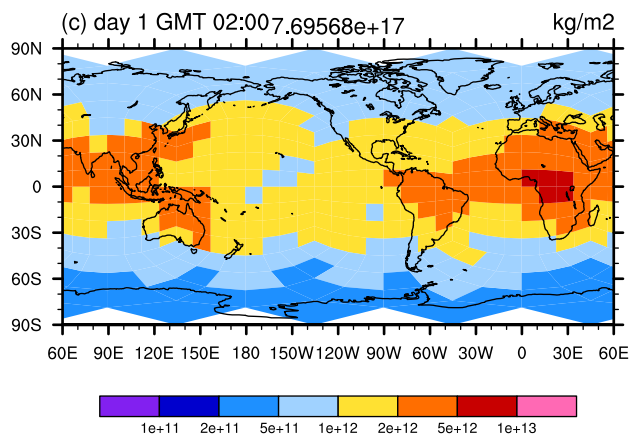 (c) day 1 GMT 02:00 7.69568e+17 kg/m2
90N
60N
30N
0
30S
60S
90S
60E 90E 120E 150E 180 150W 120W 90W 60W 30W 0 30E 60E
1e+11 2e+11 5e+11 1e+12 2e+12 5e+12 1e+13